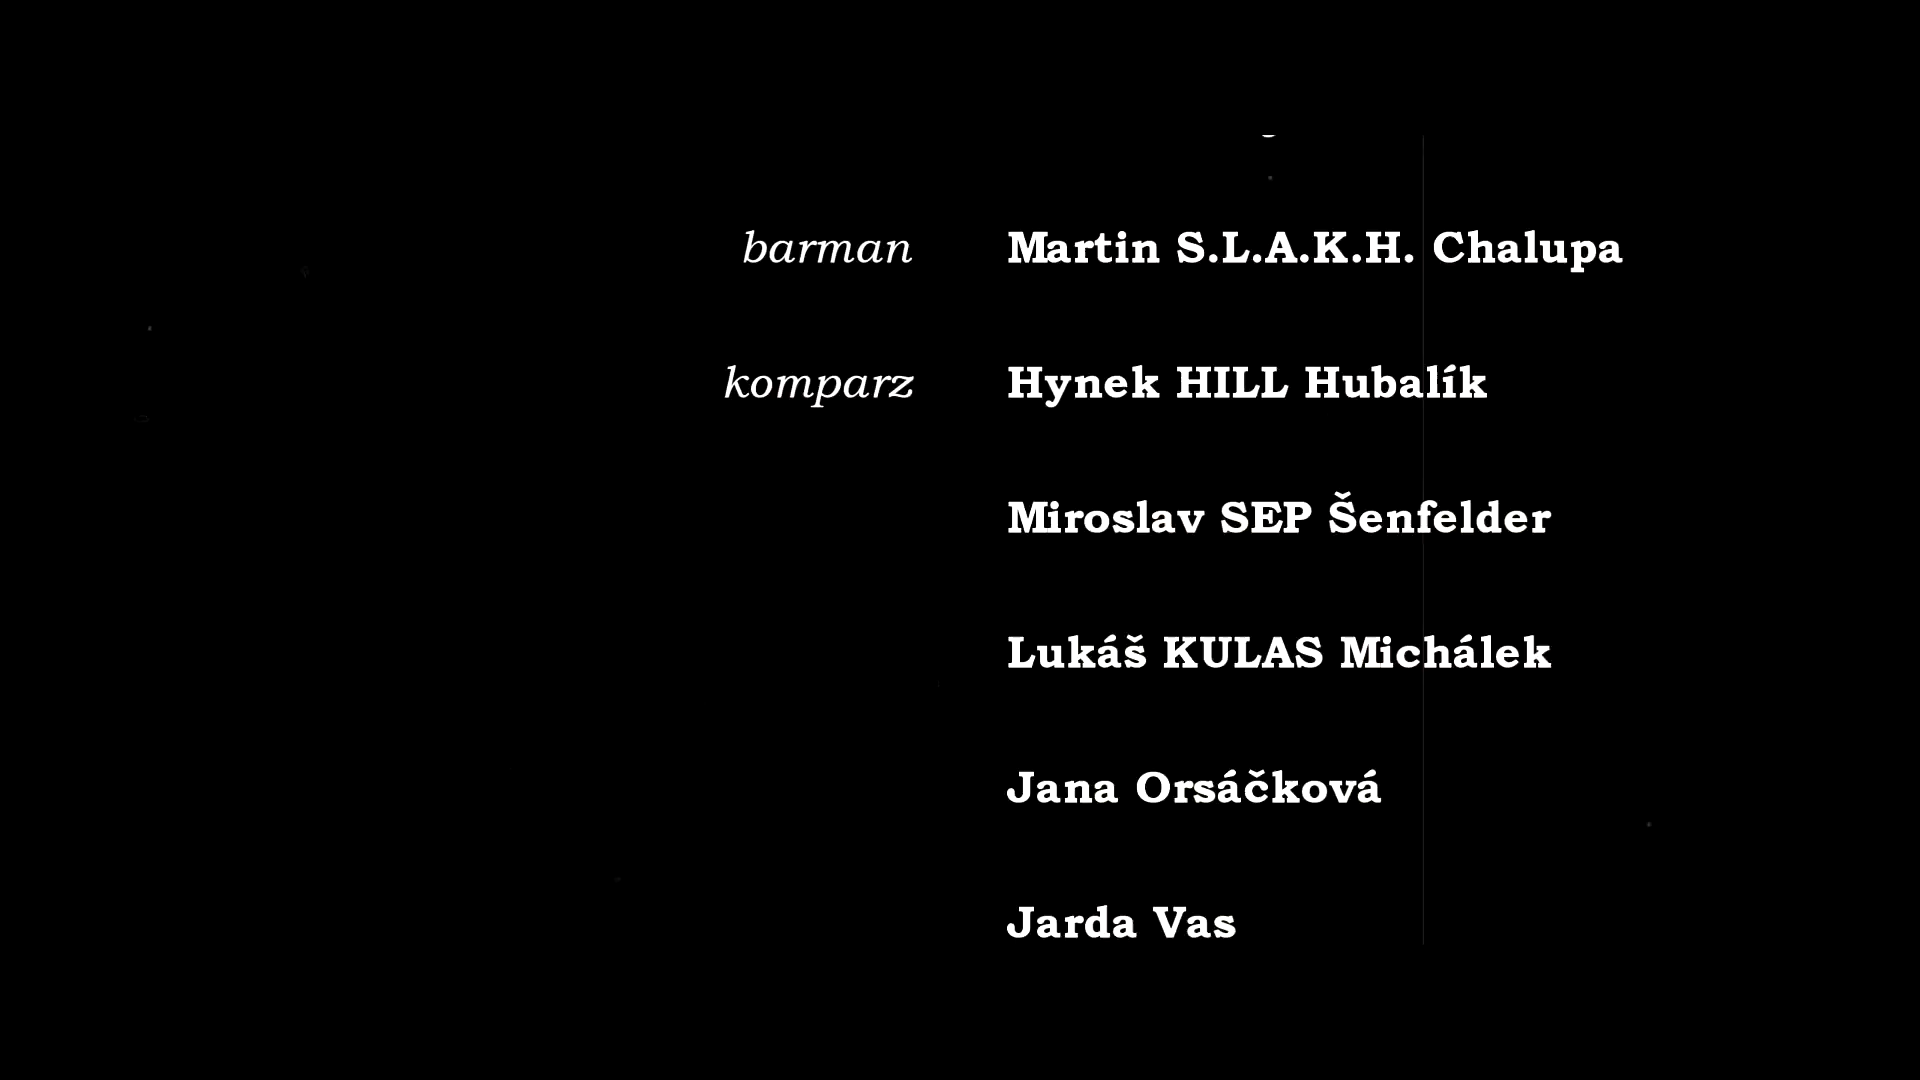 barman Martin S.L.A.K.H. Chalupa
komparz Hynek HILL Hubalík
Miroslav SEP Šenfelder
Lukáš KULAS Michálek
Jana Orsáčková
Jarda Vas